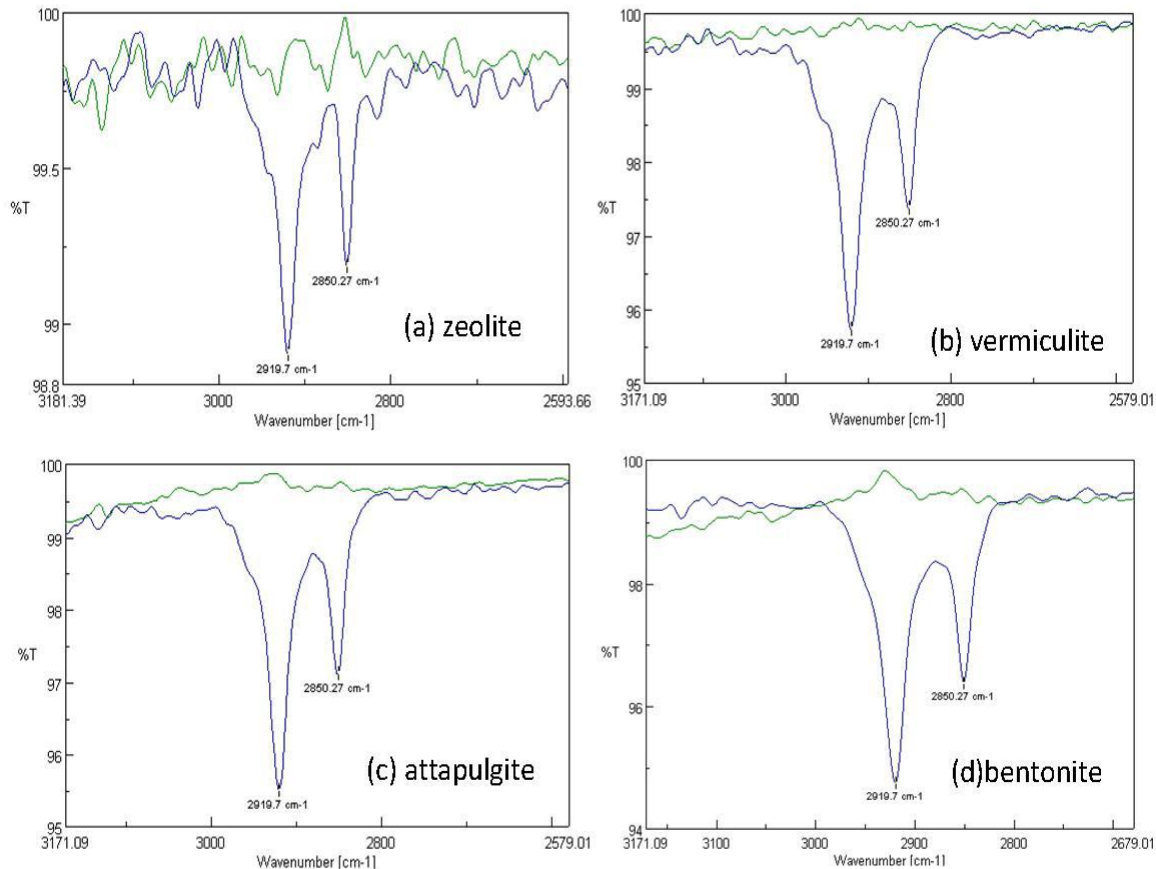 100
99.5
%T
99
98.8
2919.7 cm-1
2850.27 cm-1
(a) zeolite
3181.39
3000
2800
2593.66
Wavenumber [cm-1]
100
99
98
%T
97
96
95
2919.7 cm-1
2850.27 cm-1
(b) vermiculite
3171.09
3000
2800
2579.01
Wavenumber [cm-1]
100
99
98
%T
97
96
95
2919.7 cm-1
2850.27 cm-1
(c) attapulgite
3171.09
3000
2800
2579.01
Wavenumber [cm-1]
100
98
%T
96
94
2919.7 cm-1
2850.27 cm-1
(d)bentonite
3171.09
3100
3000
2900
2800
2679.01
Wavenumber [cm-1]